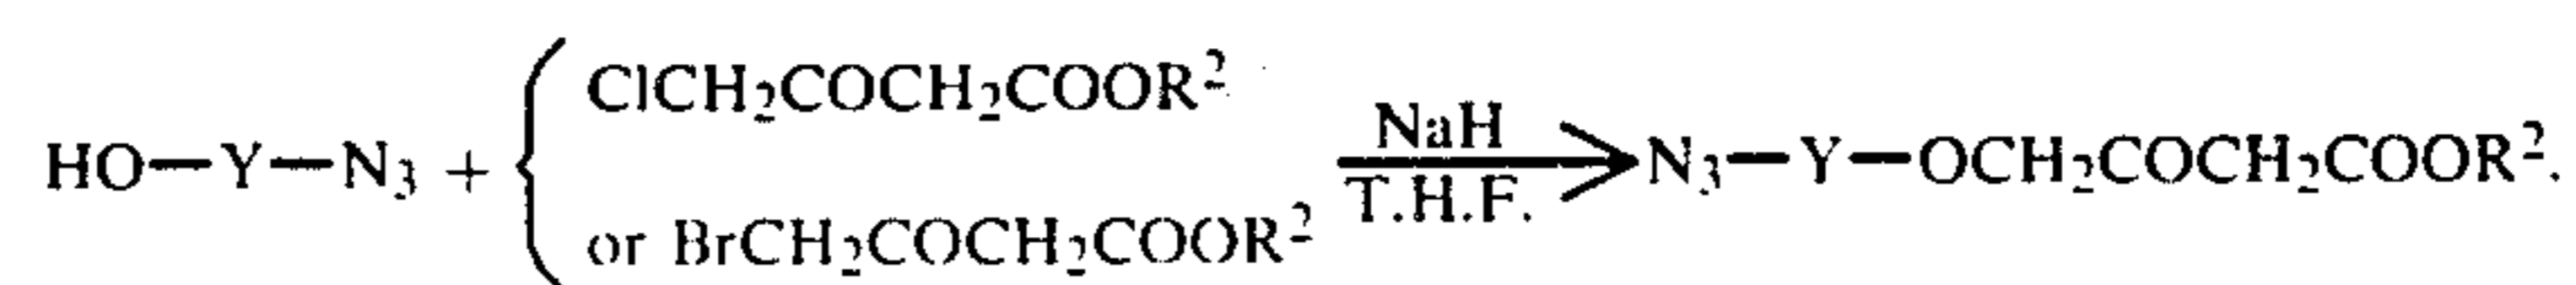 ClCH₂COCH₂COOR²
HO—Y—N₃ + NaH N₃—Y—OCH₂COCH₂COOR².
T.H.F.
or BrCH₂COCH₂COOR²